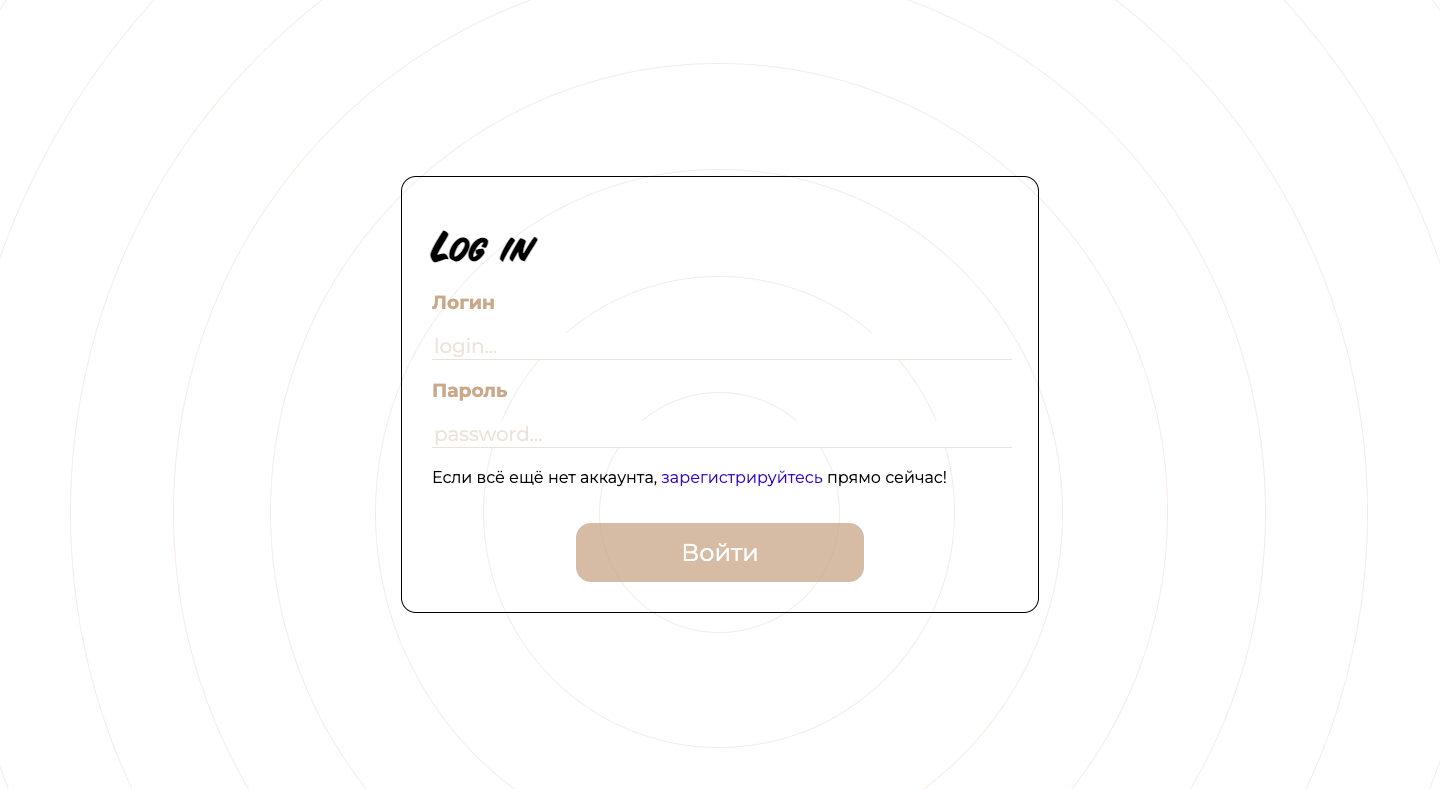 Log in
Логин
login...
Пароль
password...
Если всё ещё нет аккаунта, зарегистрируйтесь прямо сейчас!
Войти